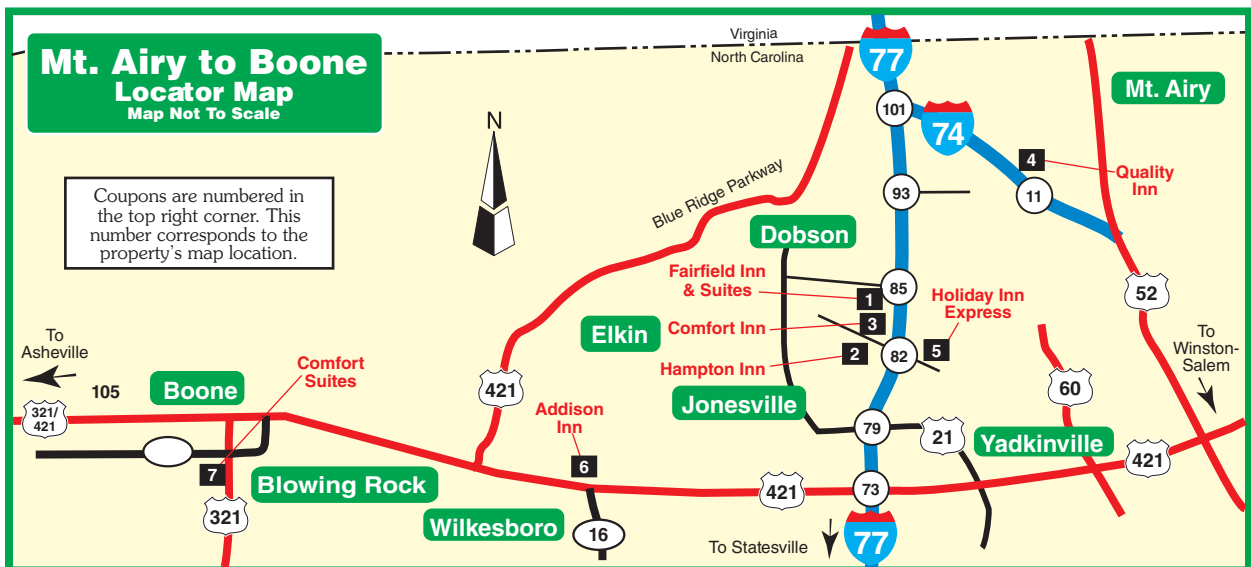 Mt. Airy to Boone
Locator Map
Map Not To Scale
Virginia
North Carolina
77
101
74
Mt. Airy
N
4
Quality
Inn
11
93
Coupons are numbered in
the top right corner. This
number corresponds to the
property's map location.
Blue Ridge Parkway
Dobson
Fairfield Inn
& Suites
1
85
Holiday Inn
Express
52
Elkin
Comfort Inn
3
Hampton Inn
2
82
5
To
Winston-
Salem
To
Asheville
105
Boone
Comfort
Suites
421
60
Jonesville
321/
421
Addison
Inn
79
21
Yadkinville
7
Blowing Rock
6
421
421
73
321
Wilkesboro
16
To Statesville
77